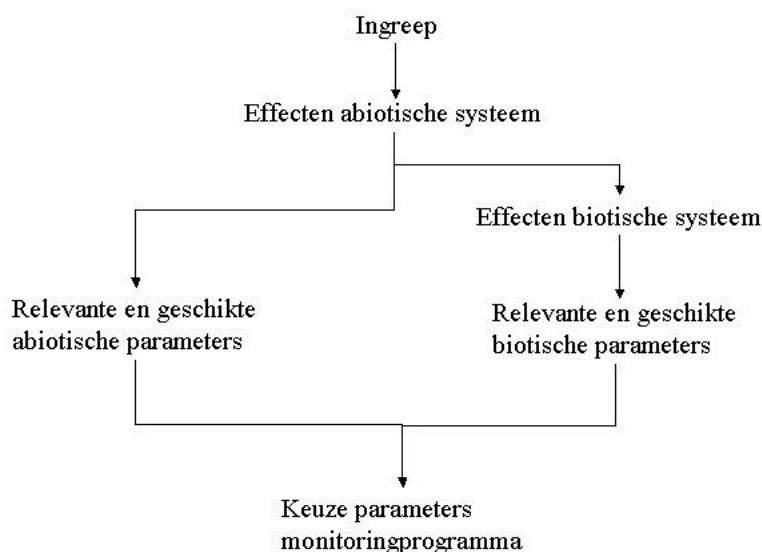 Ingreep
Effecten abiotische systeem
Effecten biotische systeem
Relevante en geschikte
abiotische parameters
Relevante en geschikte
biotische parameters
Keuze parameters
monitoringprogramma